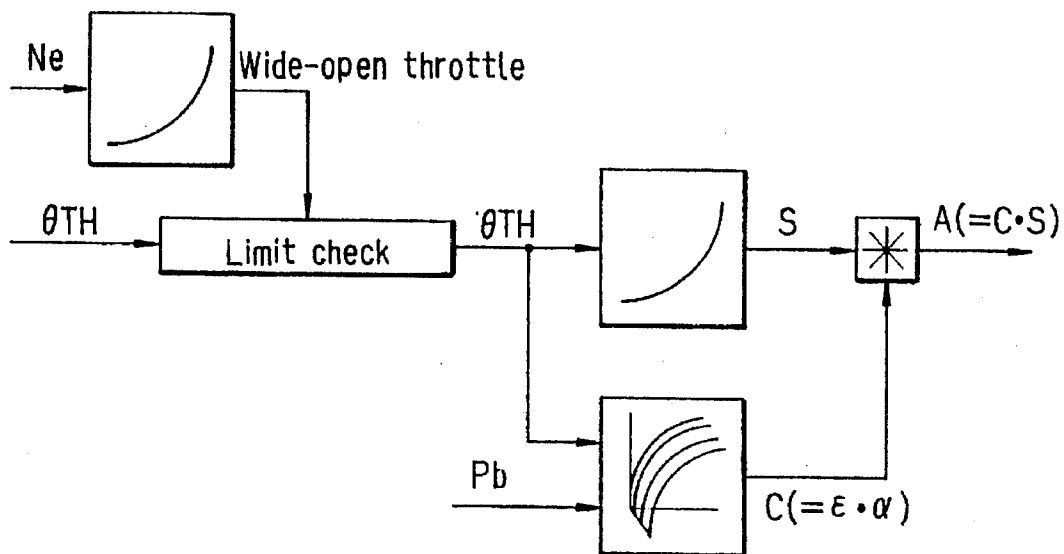 Ne
Wide-open throttle
θTH
Limit check
θTH
S
A(=C•S)
Pb
C(=ε•α)